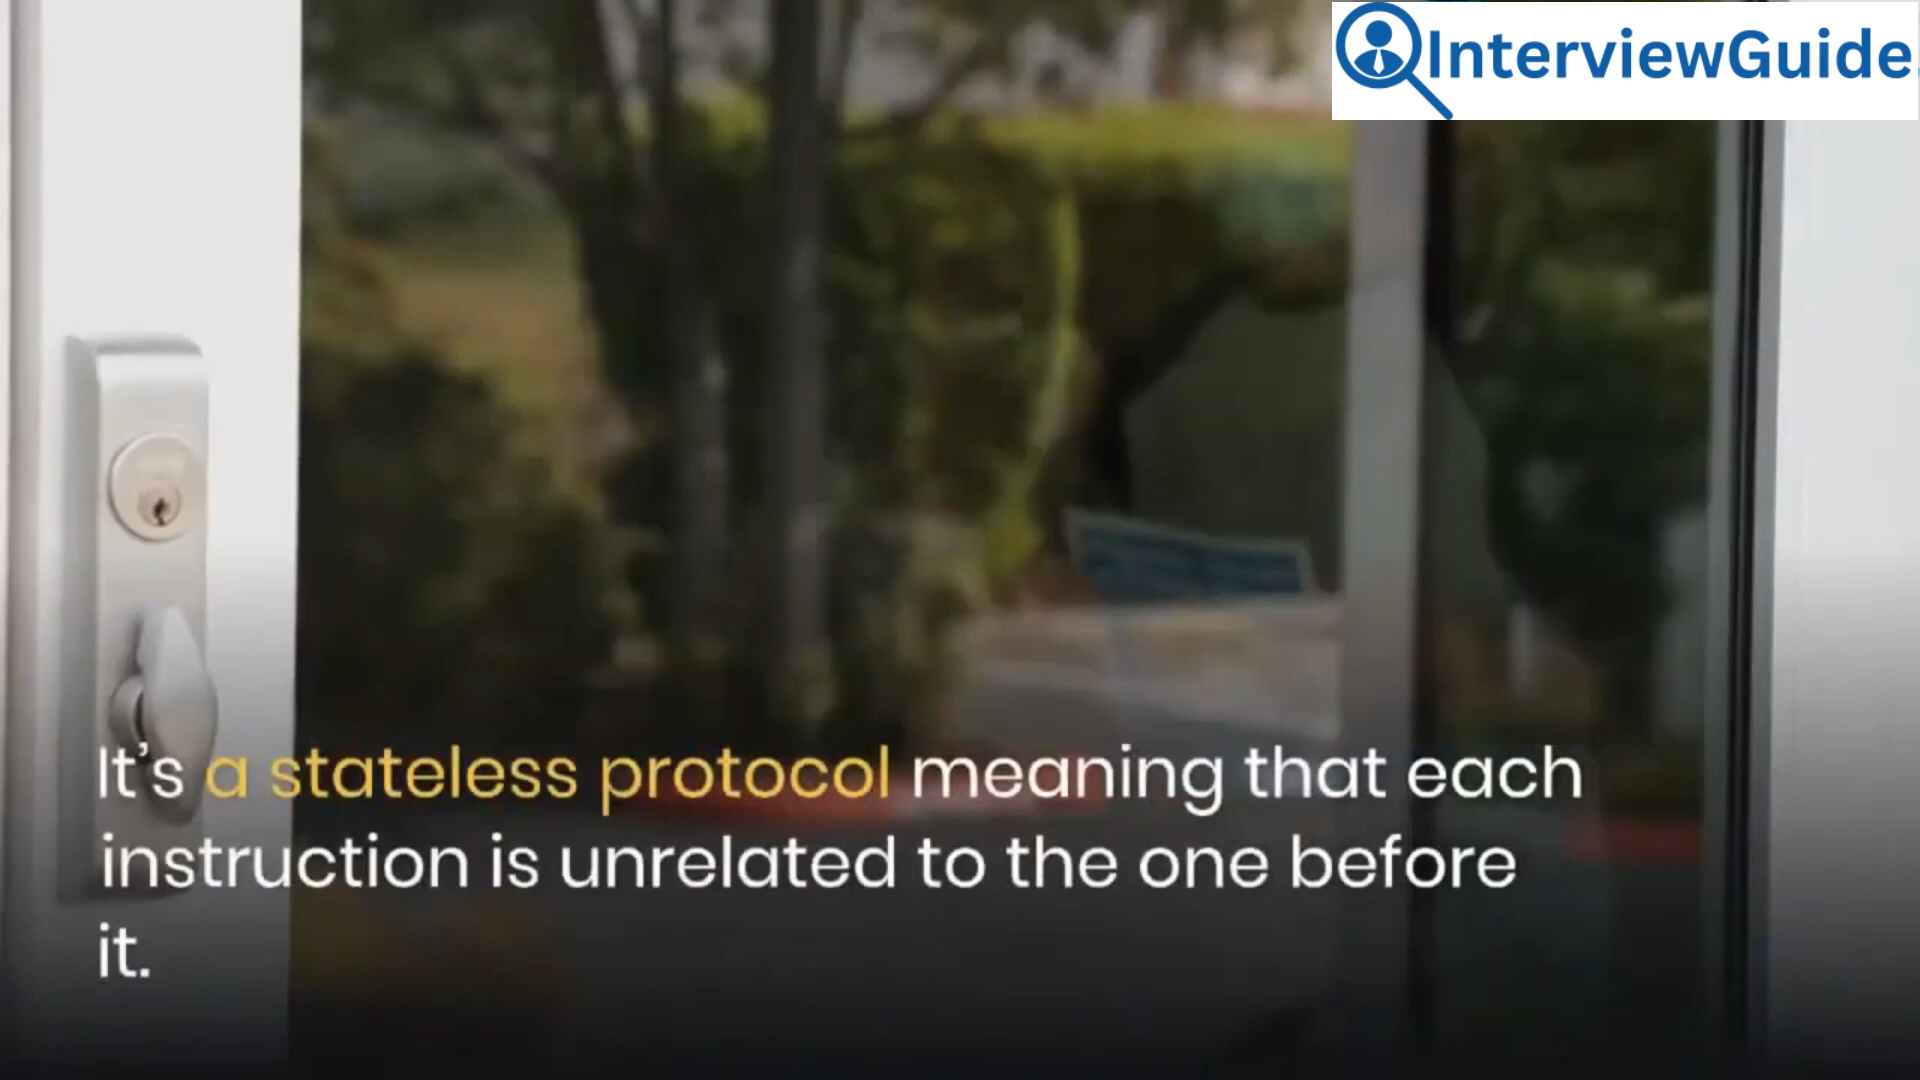 InterviewGuide.
It's a stateless protocol meaning that each
instruction is unrelated to the one before
it.